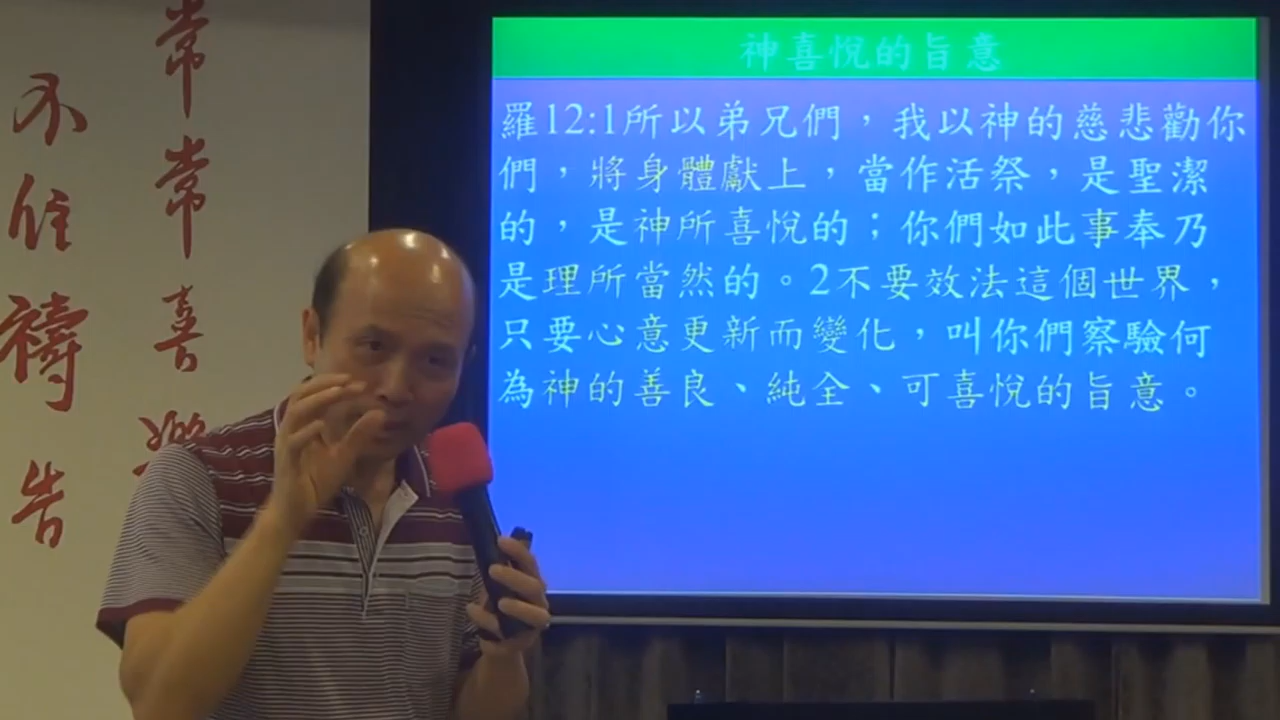 神喜悅的旨意
羅12:1所以弟兄們，我以神的慈悲勸你
們，將身體獻上，當作活祭，是聖潔
的，是神所喜悅的；你們如此事奉乃
是理所當然的。2不要效法這個世界，
只要心意更新而變化，叫你們察驗何
為神的善良、純全、可喜悅的旨意。
常常喜樂
不住禱告